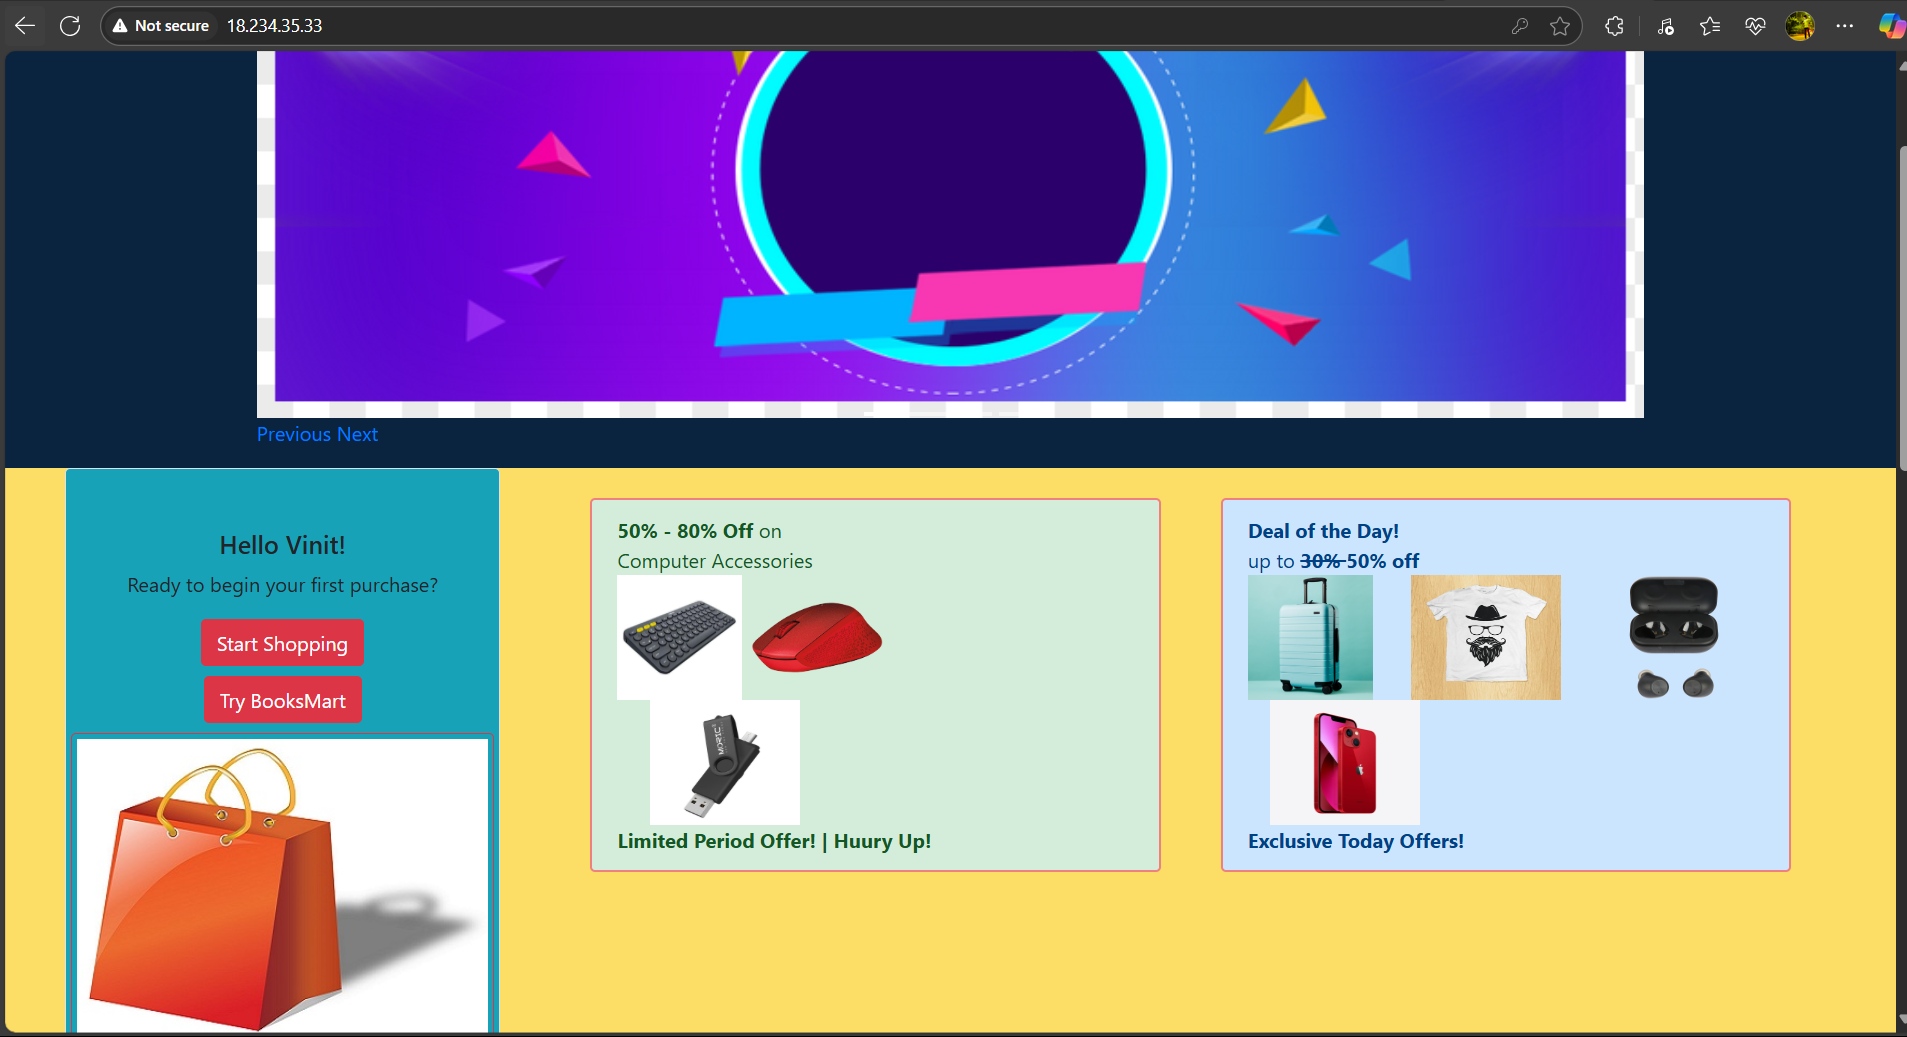 Not secure 18.234.35.33
Previous Next
Hello Vinit!
Ready to begin your first purchase?
Start Shopping
Try BooksMart
50% - 80% Off on
Computer Accessories
Limited Period Offer! | Huury Up!
Deal of the Day!
up to 30% 50% off
Exclusive Today Offers!